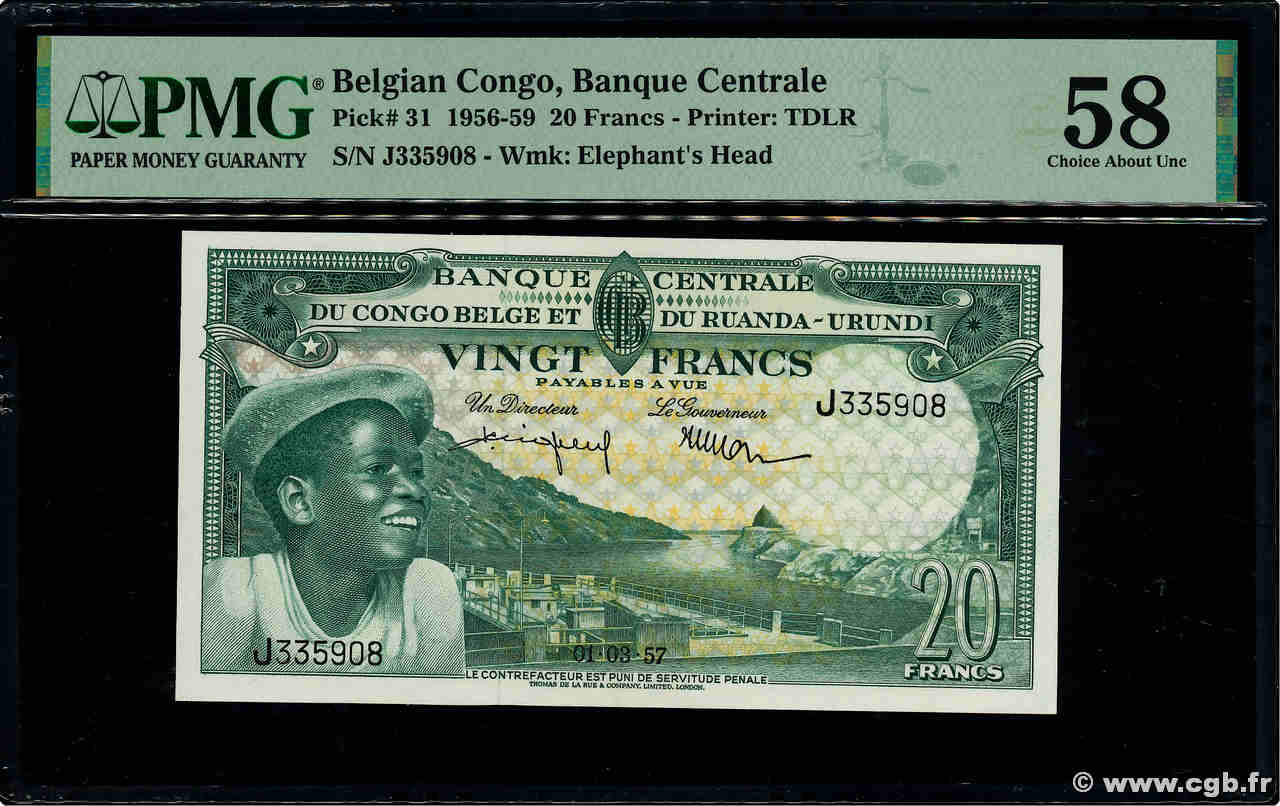 PMG®
PAPER MONEY GUARANTY
Belgian Congo, Banque Centrale
Pick# 31 1956-59 20 Francs - Printer: TDLR
S/N J335908 - Wmk: Elephant's Head
58
Choice About Unc
BANQUE CENTRALE
DU CONGO BELGE ET DU RUANDA-URUNDI
VINGT FRANCS
PAYABLES A VUE
Un Directeur Le Gouverneur
J335908
20
FRANCS
J335908
01·03·57
LE CONTREFACTEUR EST PUNI DE SERVITUDE PENALE
THOMAS DE LA RUE & COMPANY, LIMITED, LONDON.
© www.cgb.fr